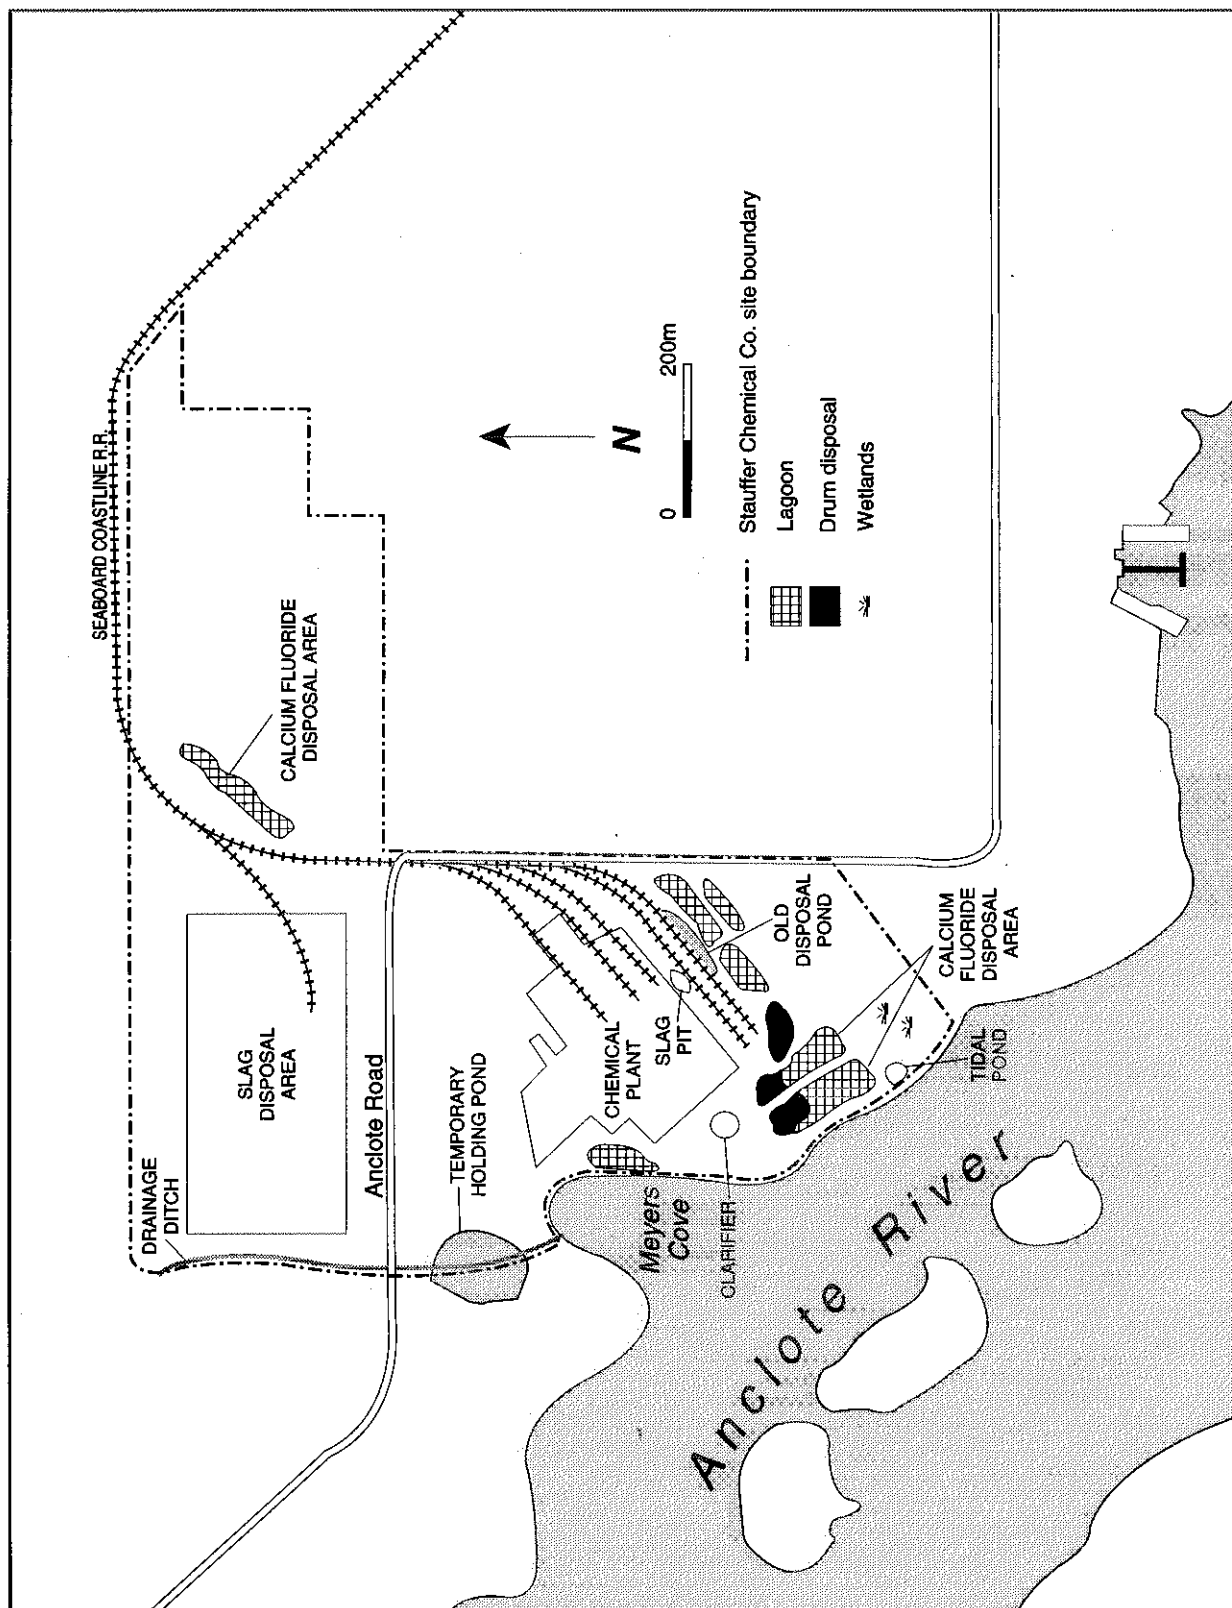 SEABOARD COASTLINE R.R.
DRAINAGE
DITCH
SLAG
DISPOSAL
AREA
CALCIUM FLUORIDE
DISPOSAL AREA
Anclote Road
TEMPORARY
HOLDING POND
CHEMICAL
PLANT
SLAG
PIT
OLD
DISPOSAL
POND
Meyers
Cove
CLARIFIER
CALCIUM
FLUORIDE
DISPOSAL
AREA
TIDAL
POND
Anclote River
N
0 200m
Stauffer Chemical Co. site boundary
Lagoon
Drum disposal
Wetlands